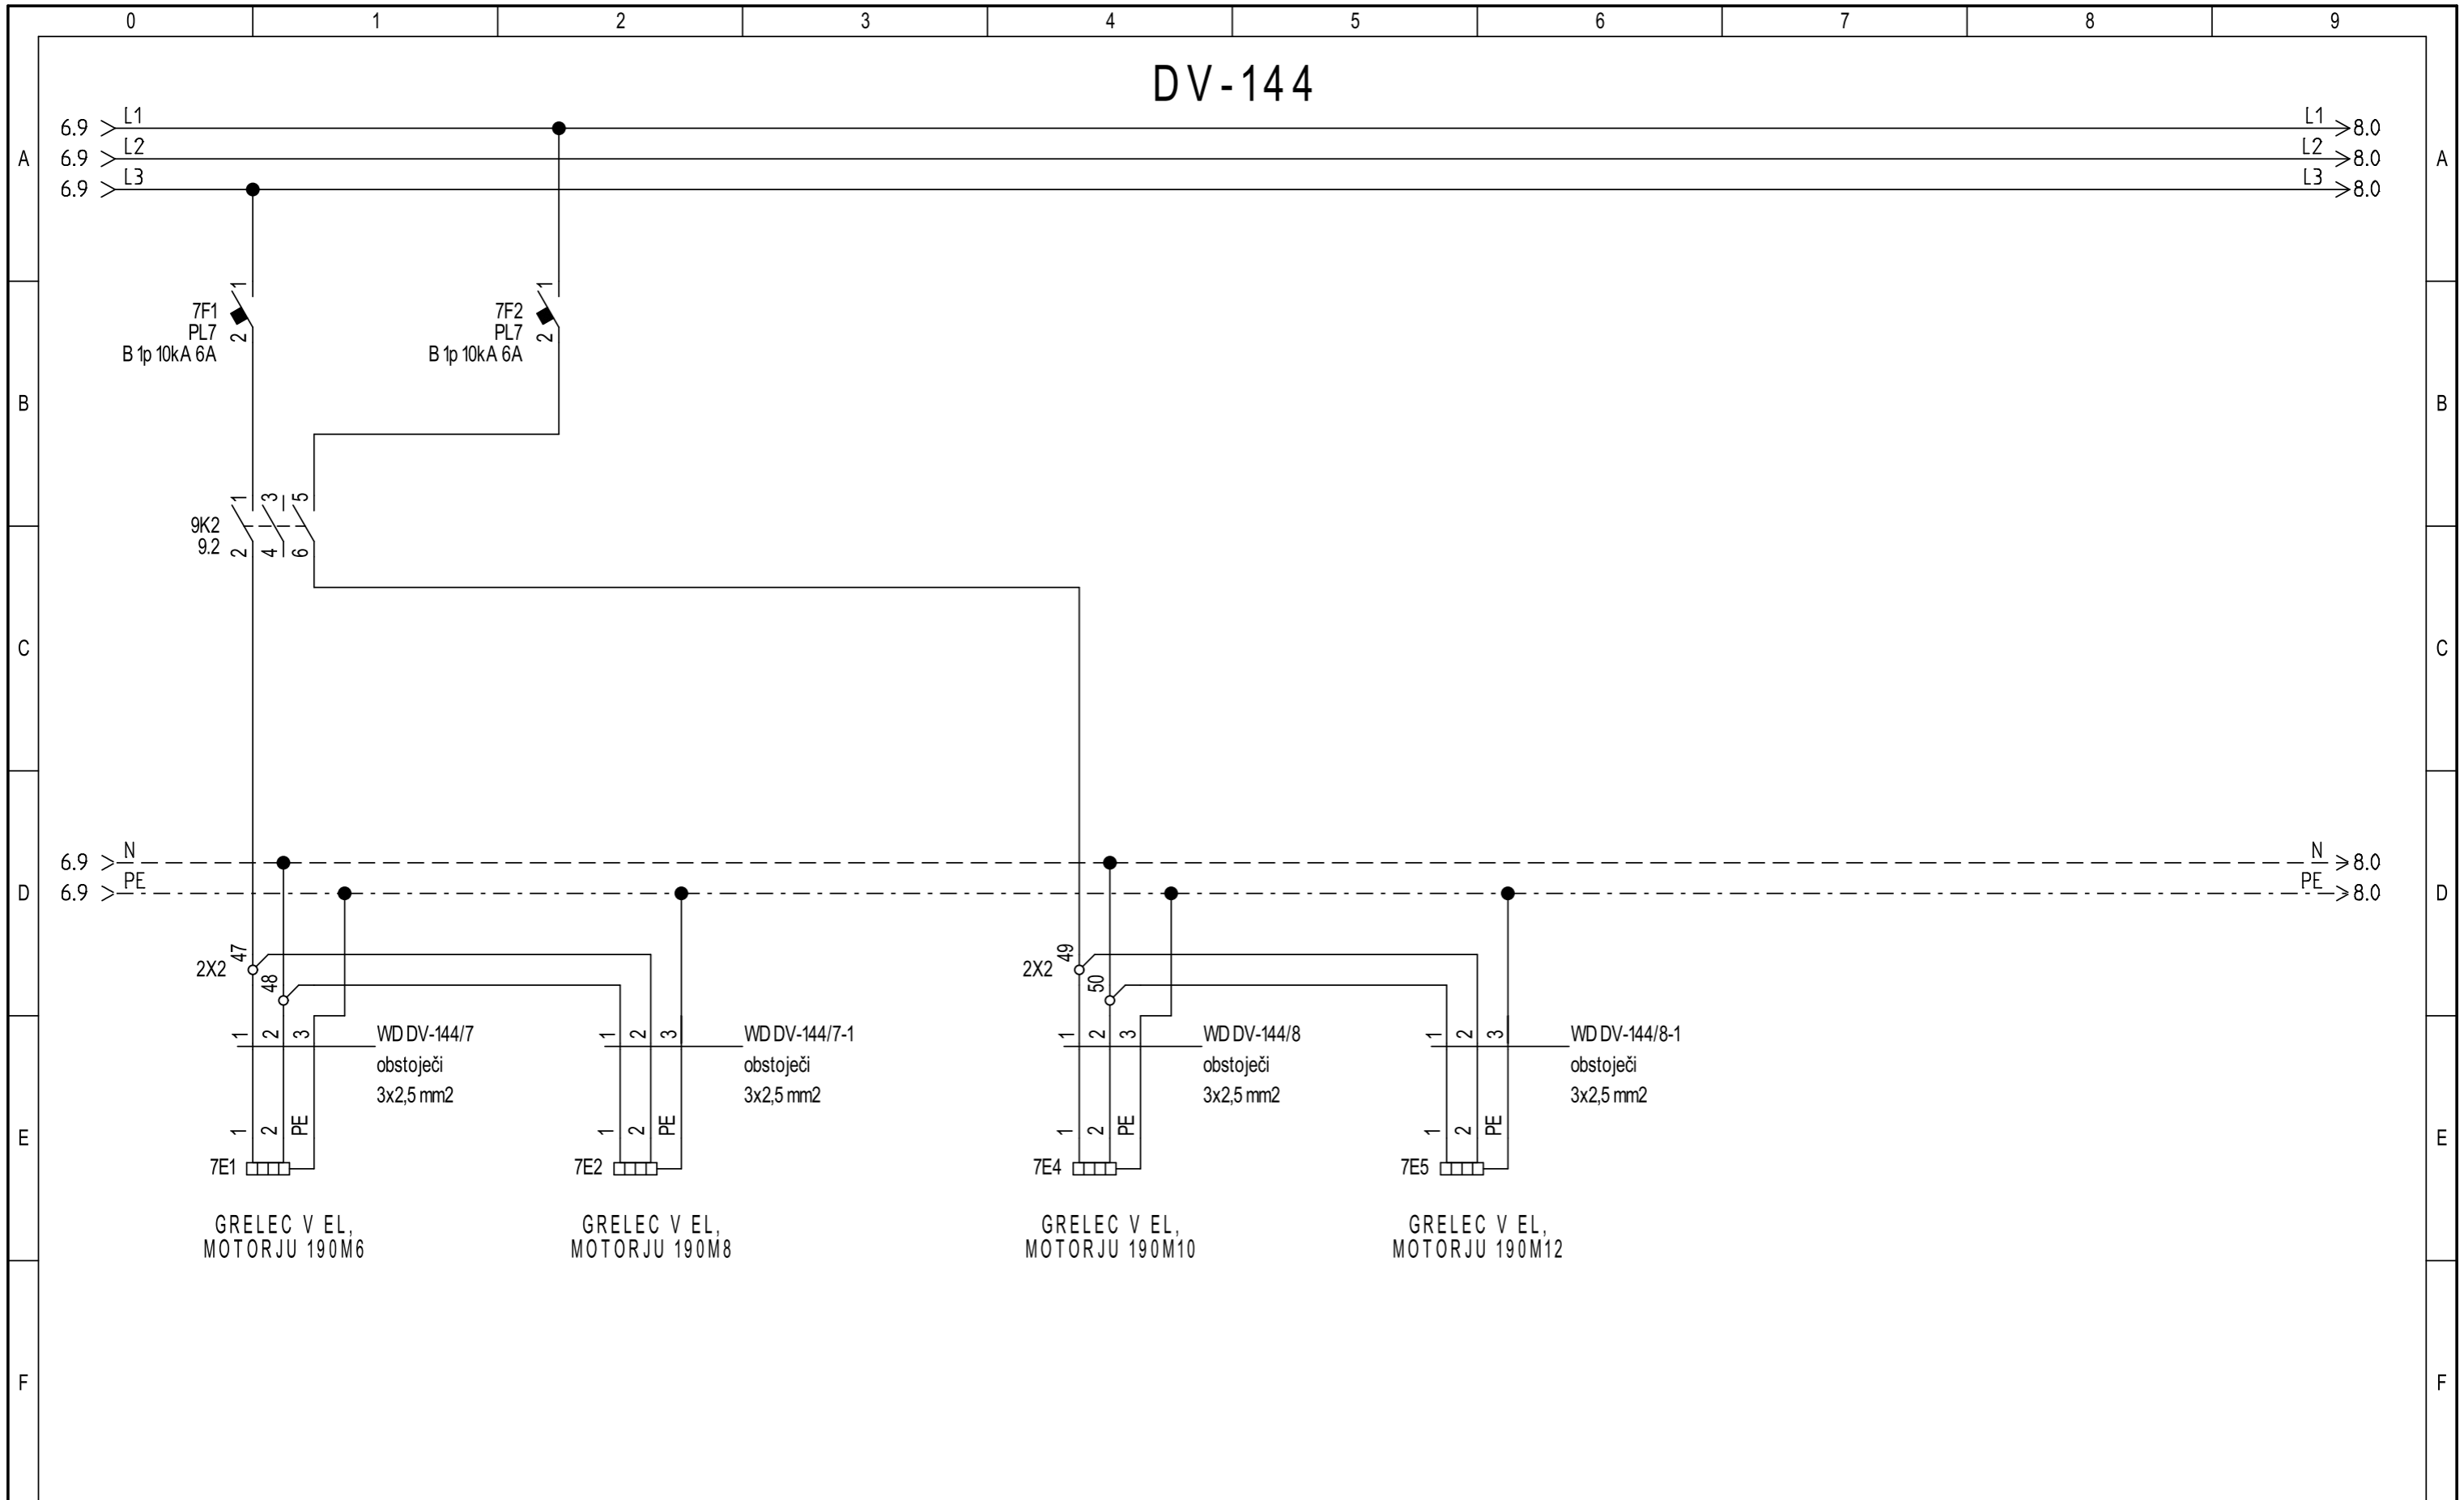 0 1 2 3 4 5 6 7 8 9
DV-144
6.9 L1 L1 8.0
A 6.9 L2 L2 8.0 A
6.9 L3 L3 8.0
1 1
7F1 7F2
PL7 PL7
2 2
B 1p 10kA 6A B 1p 10kA 6A
B B
1 3 5
9K2
9.2
2 4 6
C C
6.9 N N 8.0
D 6.9 PE PE 8.0 D
47 49
2X2 2X2
48 50
1 2 3 WD DV-144/7 1 2 3 WD DV-144/7-1 1 2 3 WD DV-144/8 1 2 3 WD DV-144/8-1
obstoječi obstoječi obstoječi obstoječi
3x2,5 mm2 3x2,5 mm2 3x2,5 mm2 3x2,5 mm2
E 1 2 PE 1 2 PE 1 2 PE 1 2 PE E
7E1 7E2 7E4 7E5
GRELEC V EL, GRELEC V EL, GRELEC V EL, GRELEC V EL,
MOTORJU 190M6 MOTORJU 190M8 MOTORJU 190M10 MOTORJU 190M12
F F